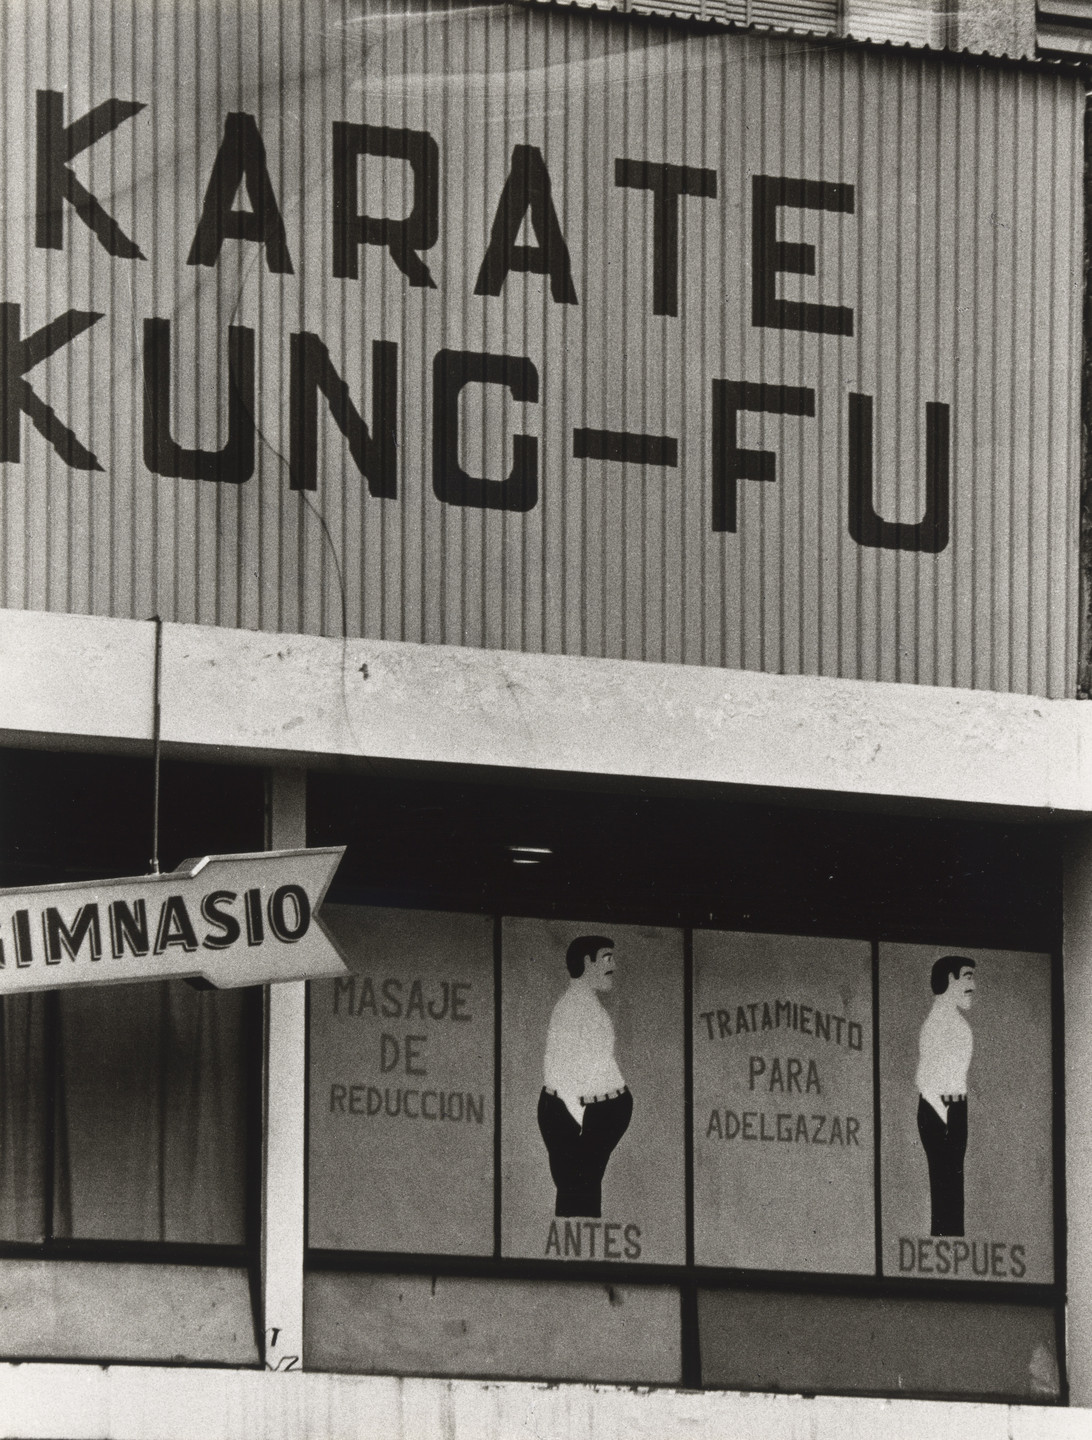 KARATE
KUNG-FU
GIMNASIO
MASAJE
DE
REDUCCION
ANTES
TRATAMIENTO
PARA
ADELGAZAR
DESPUES